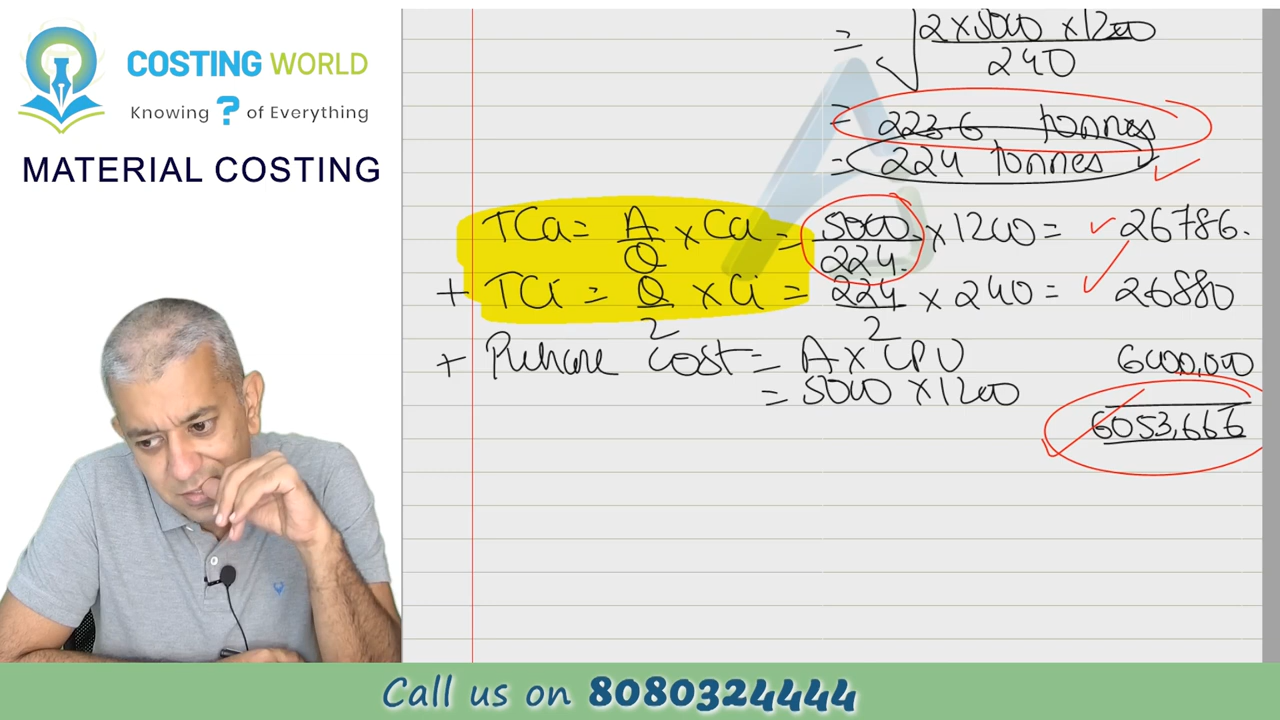 COSTING WORLD
Knowing ? of Everything
MATERIAL COSTING
= √ 2 x 5000 x 1200
240
= 223.6 tonnes
= 224 tonnes ✓
TCa = A/Q x Ca = 5000/224. x 1200 = ✓ 26786.
+ TCi = Q/2 x Ci = 224/2 x 240 = ✓ 26880
+ Purchase cost = A x CPU 6000,000
= 5000 x 1200
6053,666
Call us on 8080324444